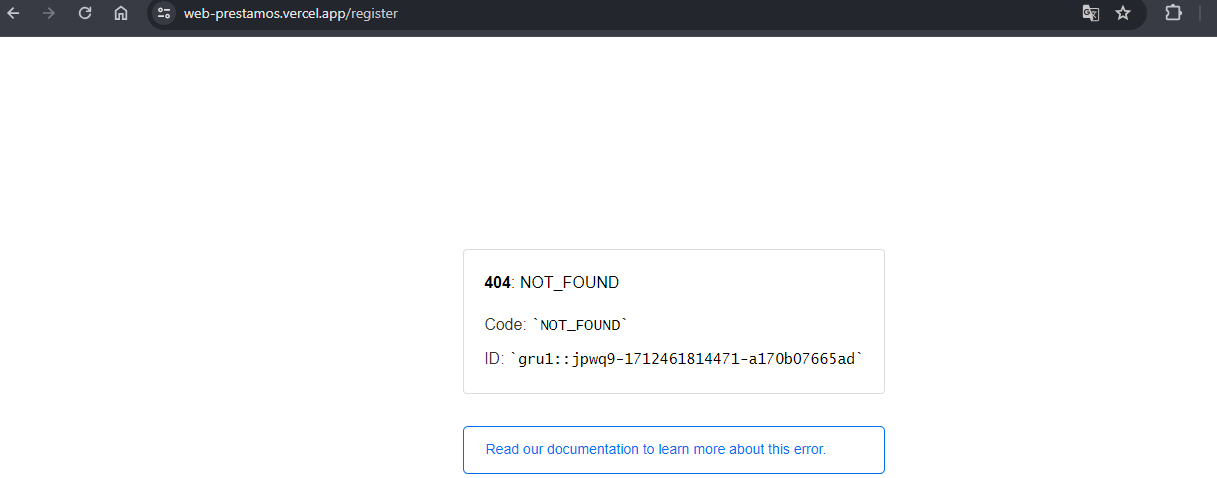 web-prestamos.vercel.app/register
404: NOT_FOUND
Code: `NOT_FOUND`
ID: `gru1::jpwq9-1712461814471-a170b07665ad`
Read our documentation to learn more about this error.